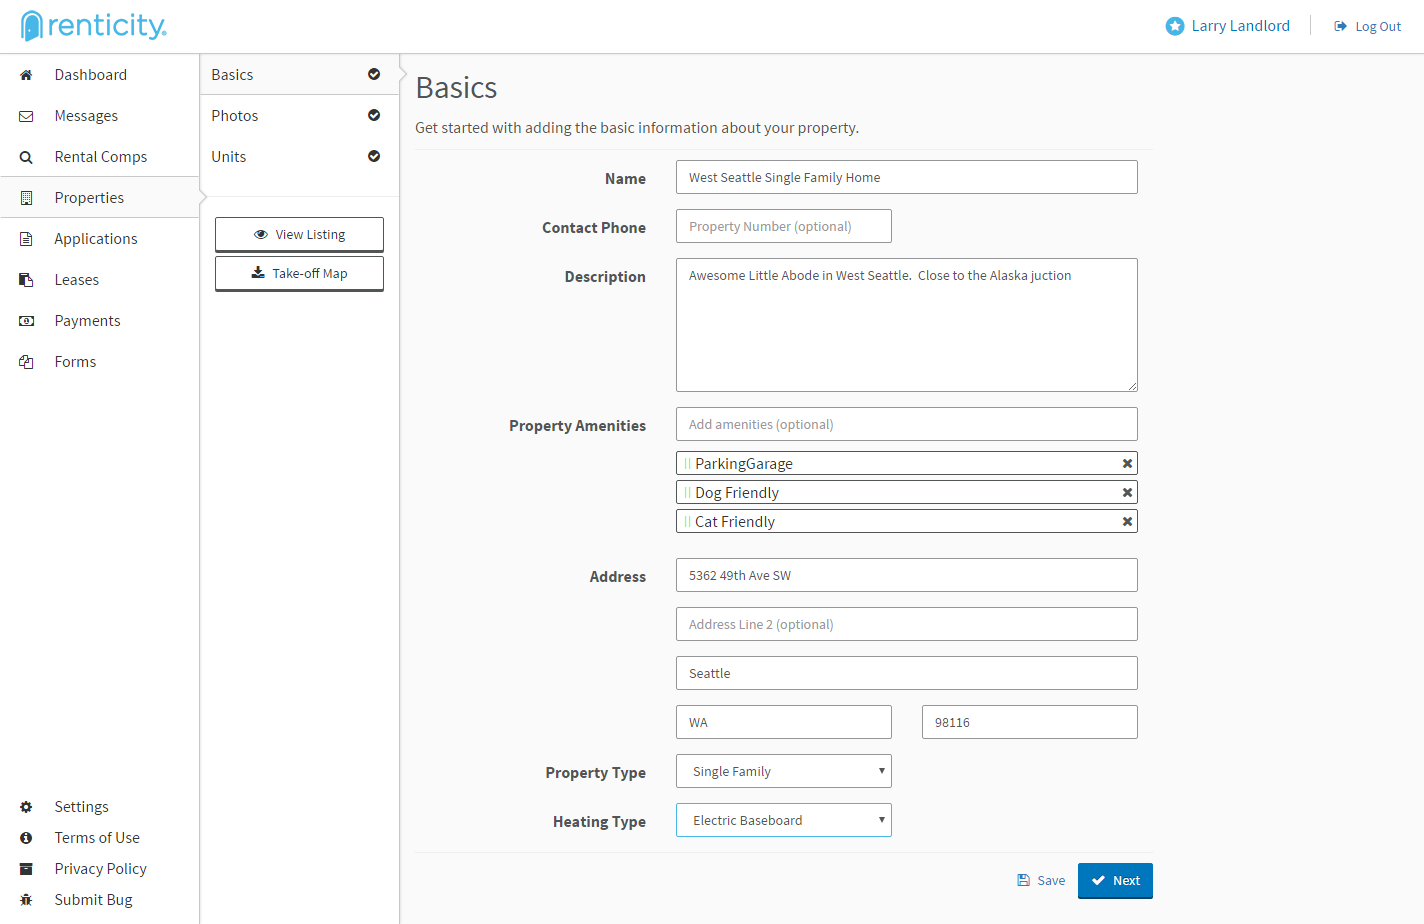 renticity
Larry Landlord
Log Out
Dashboard
Messages
Rental Comps
Properties
Applications
Leases
Payments
Forms
Settings
Terms of Use
Privacy Policy
Submit Bug
Basics
Photos
Units
View Listing
Take-off Map
Basics
Get started with adding the basic information about your property.
Name
West Seattle Single Family Home
Contact Phone
Property Number (optional)
Description
Awesome Little Abode in West Seattle.  Close to the Alaska juction
Property Amenities
Add amenities (optional)
ParkingGarage
Dog Friendly
Cat Friendly
Address
5362 49th Ave SW
Address Line 2 (optional)
Seattle
WA 98116
Property Type
Single Family
Heating Type
Electric Baseboard
Save
Next